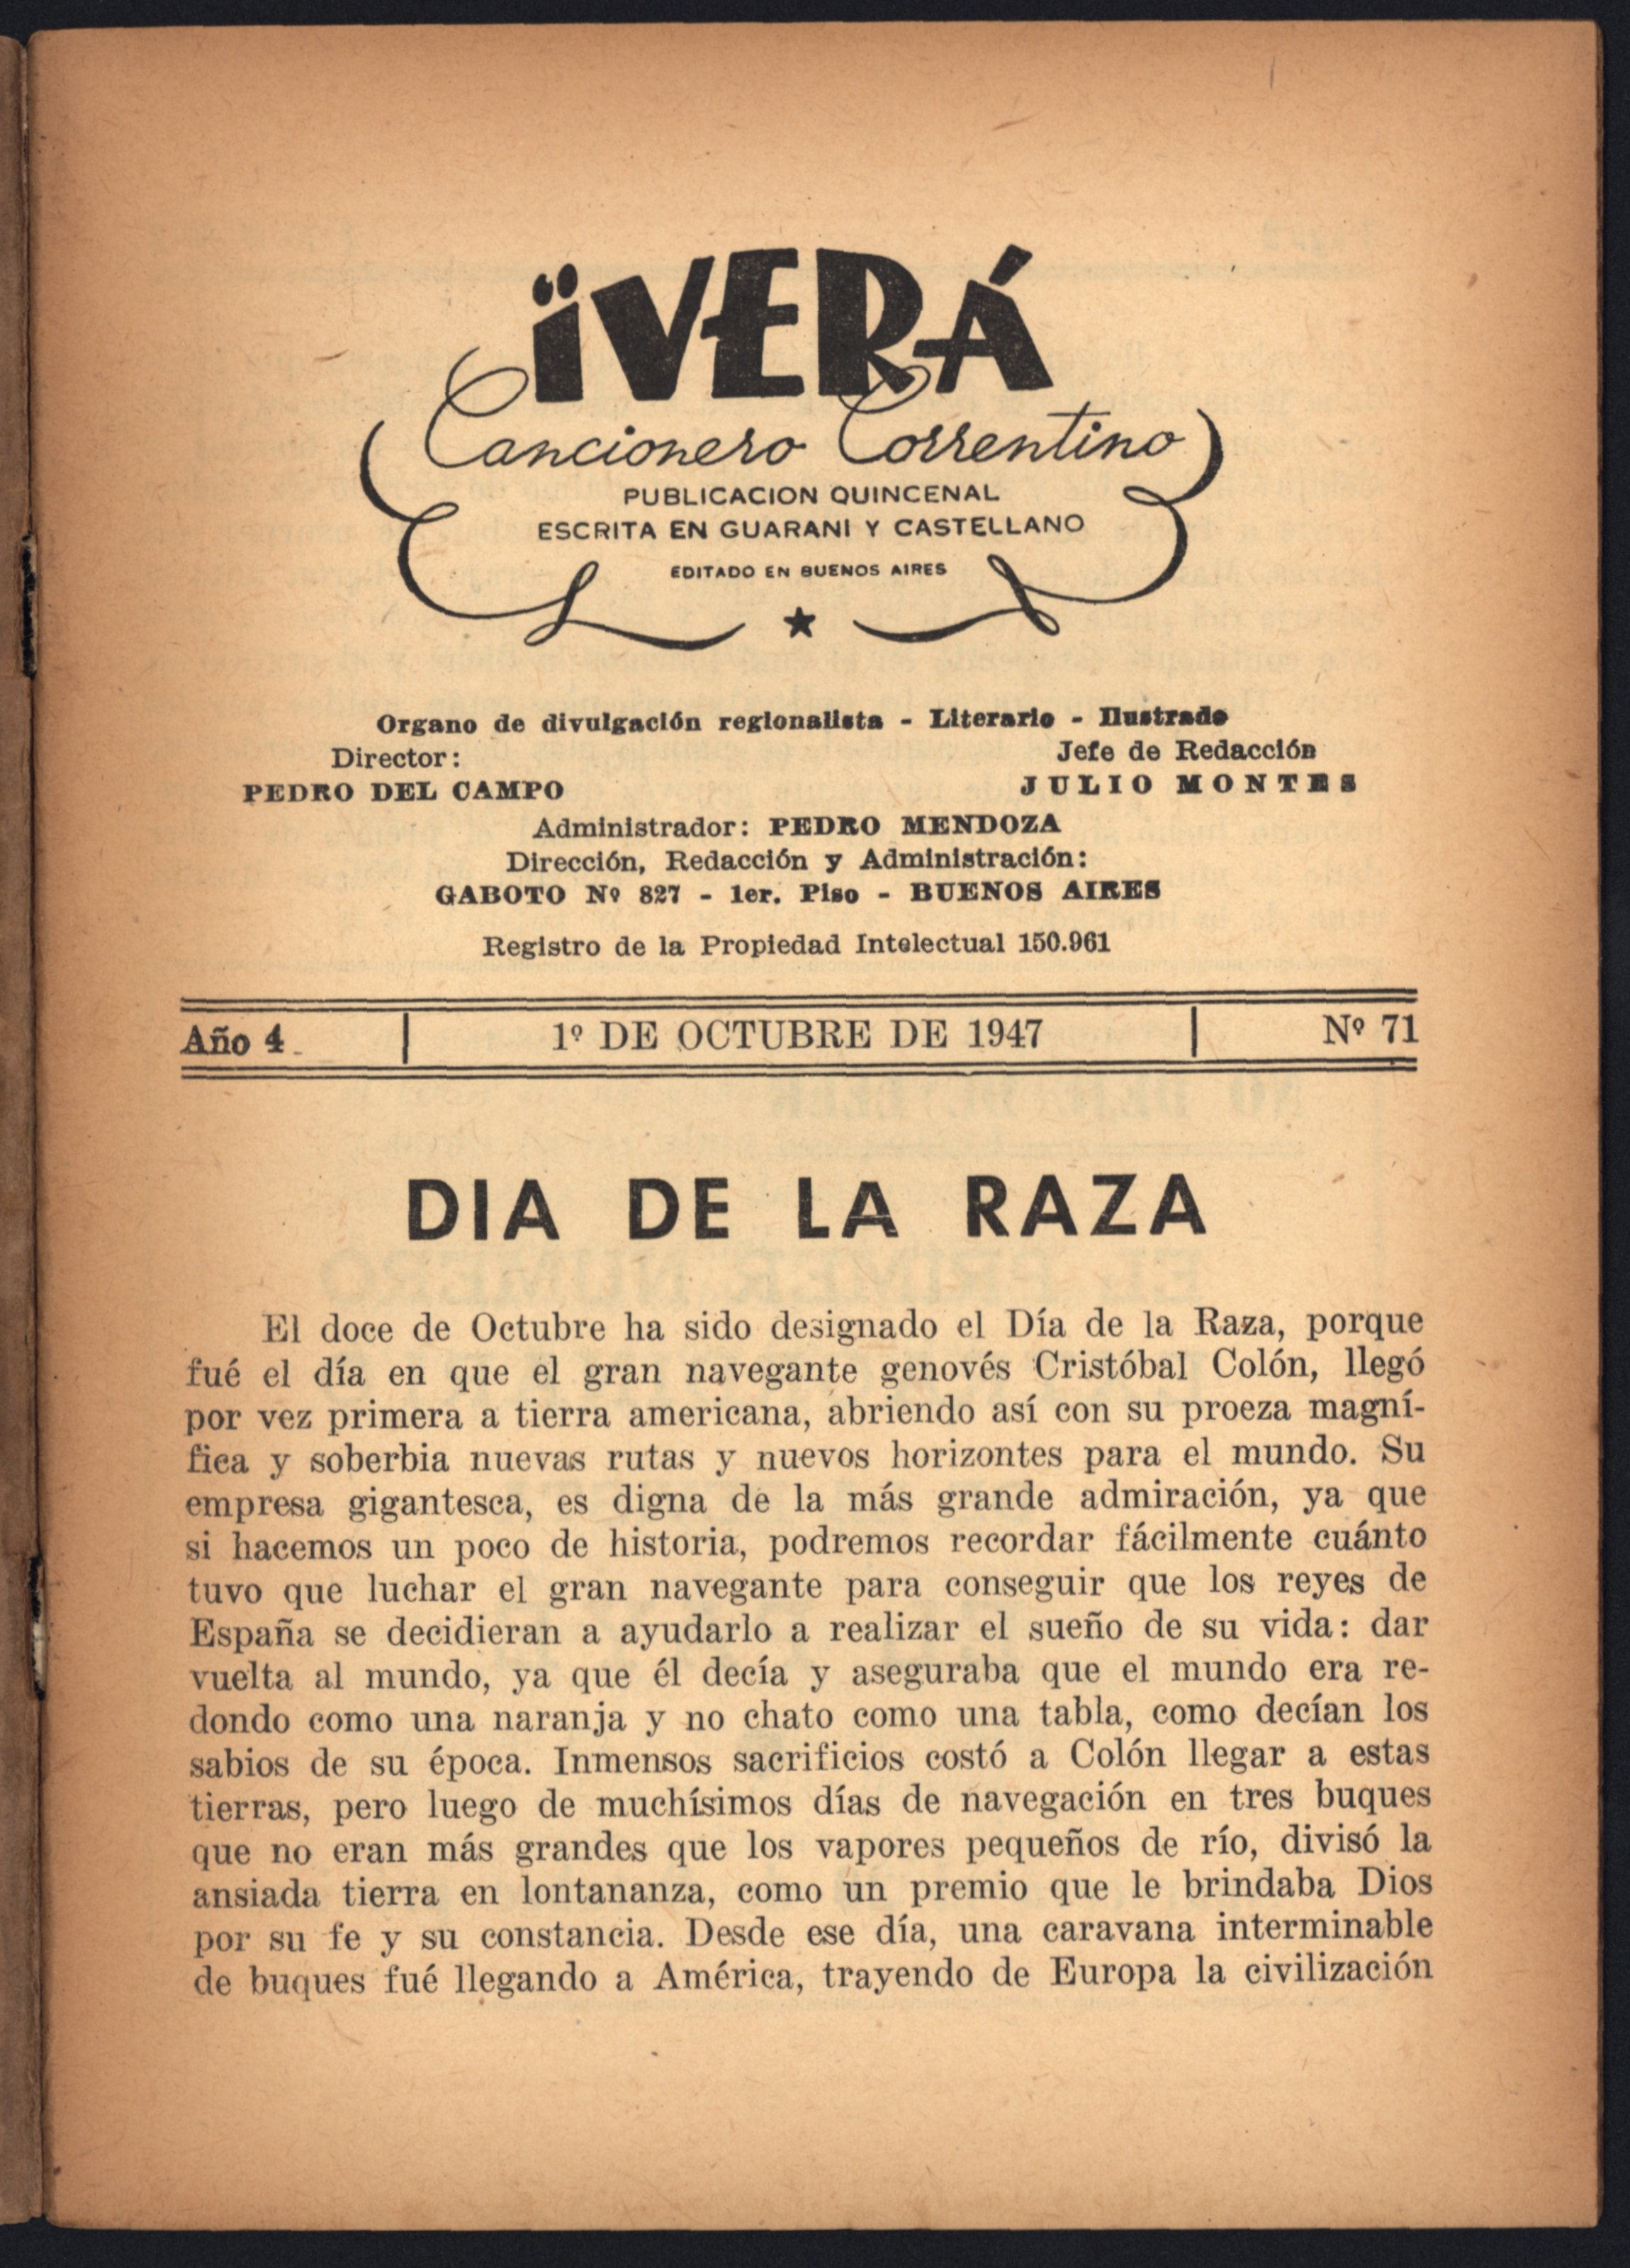 ÏVERÁ
Cancionero Correntino
PUBLICACION QUINCENAL
ESCRITA EN GUARANI Y CASTELLANO
EDITADO EN BUENOS AIRES
Organo de divulgación regionalista - Literario - Ilustrado
Director:
PEDRO DEL CAMPO
Jefe de Redacción
JULIO MONTES
Administrador: PEDRO MENDOZA
Dirección, Redacción y Administración:
GABOTO Nº 827 - 1er. Piso - BUENOS AIRES
Registro de la Propiedad Intelectual 150.961
Año 4
1º DE OCTUBRE DE 1947
Nº 71
DIA DE LA RAZA
El doce de Octubre ha sido designado el Día de la Raza, porque
fué el día en que el gran navegante genovés Cristóbal Colón, llegó
por vez primera a tierra americana, abriendo así con su proeza magní-
fica y soberbia nuevas rutas y nuevos horizontes para el mundo. Su
empresa gigantesca, es digna de la más grande admiración, ya que
si hacemos un poco de historia, podremos recordar fácilmente cuánto
tuvo que luchar el gran navegante para conseguir que los reyes de
España se decidieran a ayudarlo a realizar el sueño de su vida: dar
vuelta al mundo, ya que él decía y aseguraba que el mundo era re-
dondo como una naranja y no chato como una tabla, como decían los
sabios de su época. Inmensos sacrificios costó a Colón llegar a estas
tierras, pero luego de muchísimos días de navegación en tres buques
que no eran más grandes que los vapores pequeños de río, divisó la
ansiada tierra en lontananza, como un premio que le brindaba Dios
por su fe y su constancia. Desde ese día, una caravana interminable
de buques fué llegando a América, trayendo de Europa la civilización